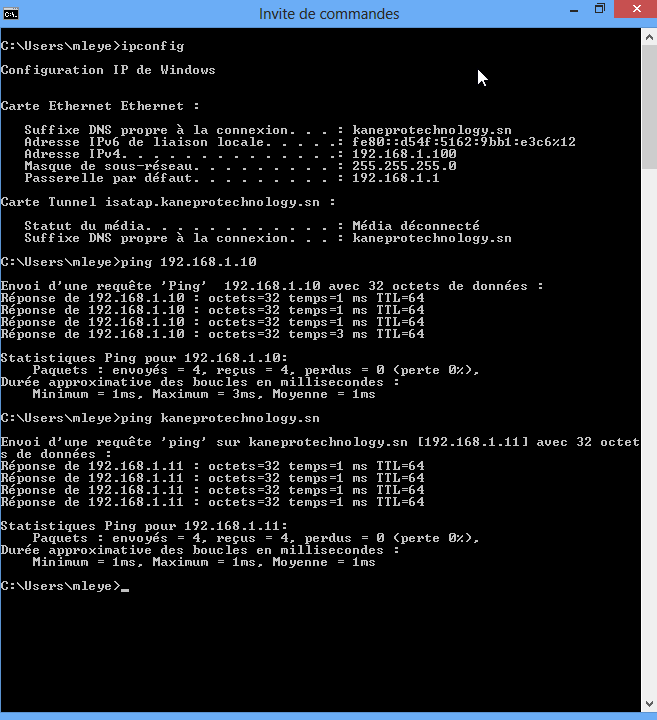 Invite de commandes
C:\Users\mleye>ipconfig
Configuration IP de Windows
Carte Ethernet Ethernet :
Suffixe DNS propre à la connexion. . . : kaneprotechnology.sn
Adresse IPv6 de liaison locale. . . . .: fe80::d54f:5162:9bb1:e3c6%12
Adresse IPv4. . . . . . . . . . . . . .: 192.168.1.100
Masque de sous-réseau. . . . . . . . . : 255.255.255.0
Passerelle par défaut. . . . . . . . . : 192.168.1.1
Carte Tunnel isatap.kaneprotechnology.sn :
Statut du média. . . . . . . . . . . . : Média déconnecté
Suffixe DNS propre à la connexion. . . : kaneprotechnology.sn
C:\Users\mleye>ping 192.168.1.10
Envoi d'une requête 'Ping'  192.168.1.10 avec 32 octets de données :
Réponse de 192.168.1.10 : octets=32 temps=1 ms TTL=64
Réponse de 192.168.1.10 : octets=32 temps=1 ms TTL=64
Réponse de 192.168.1.10 : octets=32 temps=1 ms TTL=64
Réponse de 192.168.1.10 : octets=32 temps=3 ms TTL=64
Statistiques Ping pour 192.168.1.10:
Paquets : envoyés = 4, reçus = 4, perdus = 0 (perte 0%),
Durée approximative des boucles en millisecondes :
Minimum = 1ms, Maximum = 3ms, Moyenne = 1ms
C:\Users\mleye>ping kaneprotechnology.sn
Envoi d'une requête 'ping' sur kaneprotechnology.sn [192.168.1.11] avec 32 octet
s de données :
Réponse de 192.168.1.11 : octets=32 temps=1 ms TTL=64
Réponse de 192.168.1.11 : octets=32 temps=1 ms TTL=64
Réponse de 192.168.1.11 : octets=32 temps=1 ms TTL=64
Réponse de 192.168.1.11 : octets=32 temps=1 ms TTL=64
Statistiques Ping pour 192.168.1.11:
Paquets : envoyés = 4, reçus = 4, perdus = 0 (perte 0%),
Durée approximative des boucles en millisecondes :
Minimum = 1ms, Maximum = 1ms, Moyenne = 1ms
C:\Users\mleye>_